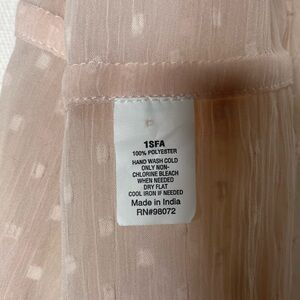 1SFA
100% POLYESTER
HAND WASH COLD
ONLY NON-
CHLORINE BLEACH
WHEN NEEDED
DRY FLAT
COOL IRON IF NEEDED
Made in India
RN#98072